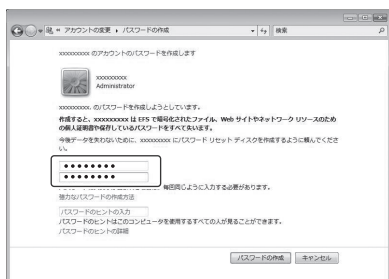 « アカウントの変更 ▸ パスワードの作成
検索
xxxxxxxxx のアカウントのパスワードを作成します
xxxxxxxxx
Administrator
xxxxxxxxx. のパスワードを作成しようとしています。
作成すると、xxxxxxxxx は EFS で暗号化されたファイル、Web サイトやネットワーク リソースのため
の個人証明書や保存しているパスワードをすべて失います。
今後データを失わないために、xxxxxxxxx にパスワード リセット ディスクを作成するように頼んでくださ
い。
●●●●●●●●
●●●●●●●●
毎回同じように入力する必要があります。
強力なパスワードの作成方法
パスワードのヒントの入力
パスワードのヒントはこのコンピュータを使用するすべての人が見ることができます。
パスワードのヒントの詳細
パスワードの作成
キャンセル